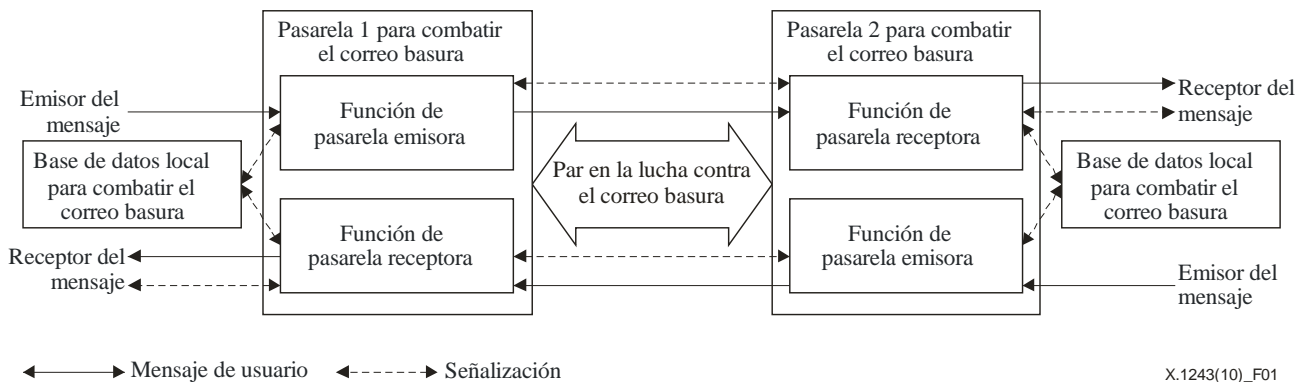 Pasarela 1 para combatir
el correo basura
Pasarela 2 para combatir
el correo basura
Emisor del
mensaje
Función de
pasarela emisora
Función de
pasarela receptora
Receptor del
mensaje
Base de datos local
para combatir el
correo basura
Par en la lucha contra
el correo basura
Base de datos local
para combatir el
correo basura
Receptor del
mensaje
Función de
pasarela receptora
Función de
pasarela emisora
Emisor del
mensaje
Mensaje de usuario
Señalización
X.1243(10)_F01